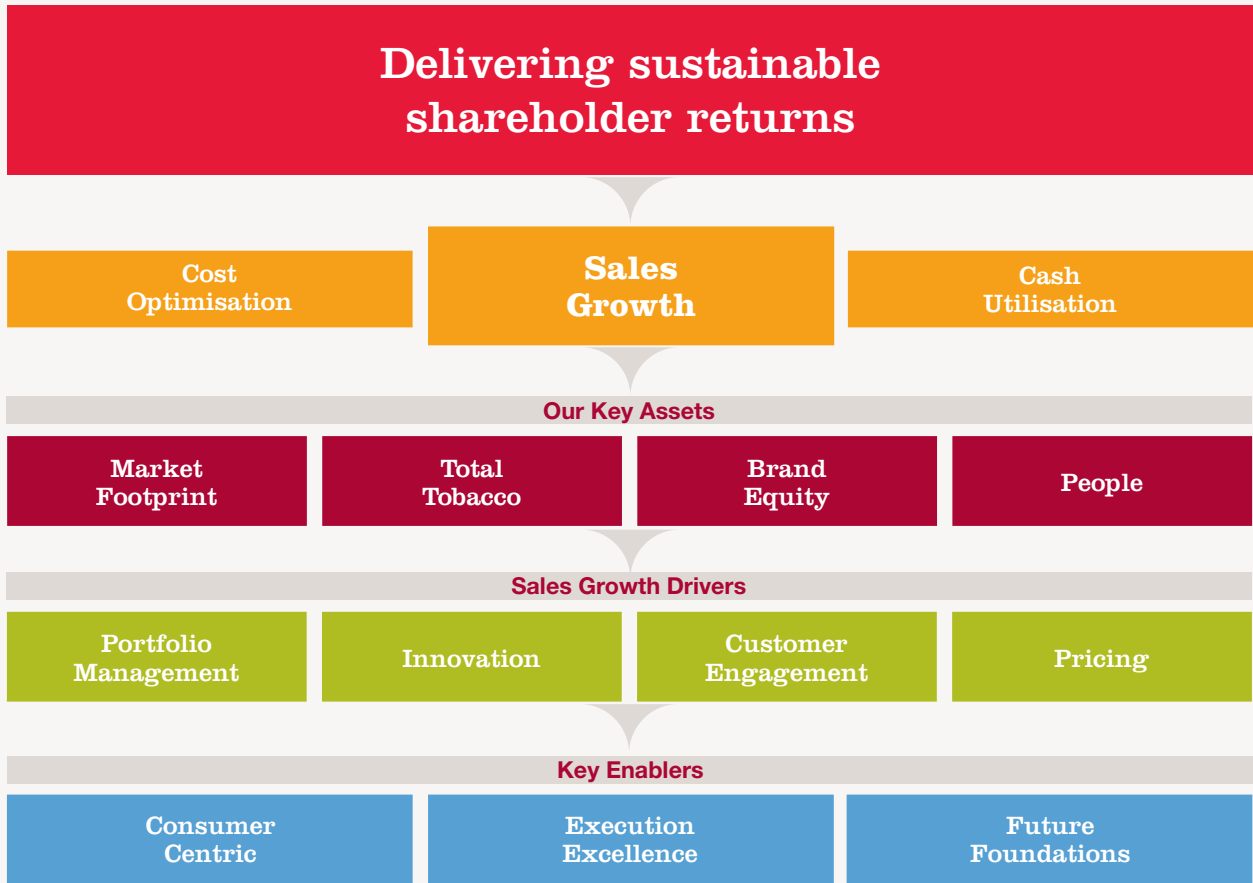 Delivering sustainable
shareholder returns
Cost
Optimisation
Sales
Growth
Cash
Utilisation
Our Key Assets
Market
Footprint
Total
Tobacco
Brand
Equity
People
Sales Growth Drivers
Portfolio
Management
Innovation
Customer
Engagement
Pricing
Key Enablers
Consumer
Centric
Execution
Excellence
Future
Foundations